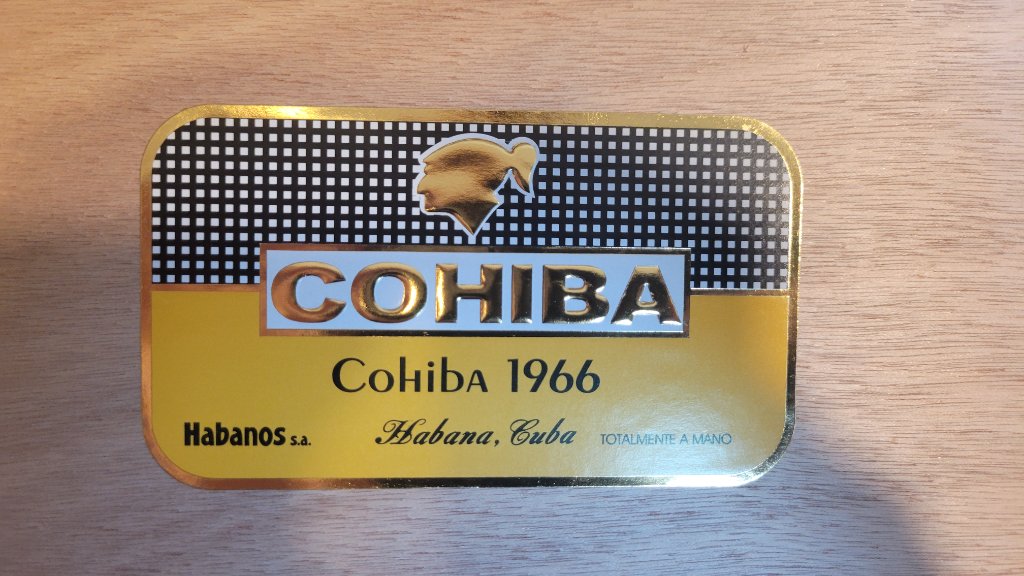 COHIBA
Cohiba 1966
Habanos s.a. Habana, Cuba TOTALMENTE A MANO